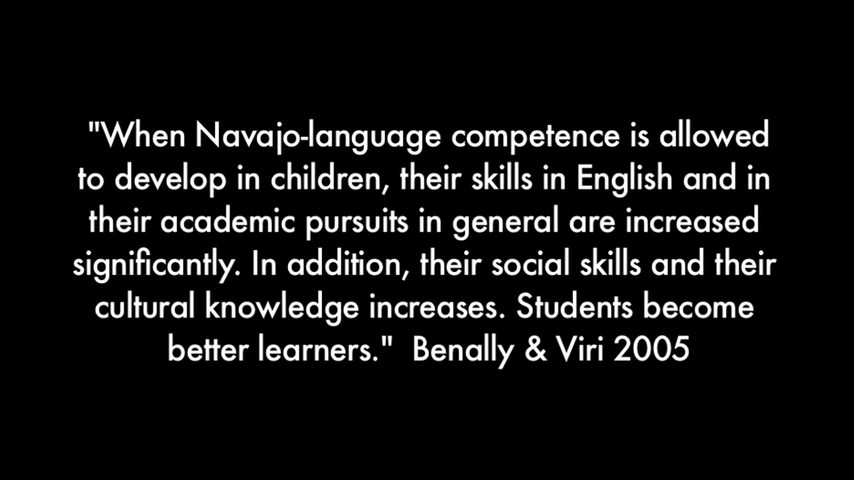 "When Navajo-language competence is allowed
to develop in children, their skills in English and in
their academic pursuits in general are increased
significantly. In addition, their social skills and their
cultural knowledge increases. Students become
better learners."  Benally & Viri 2005